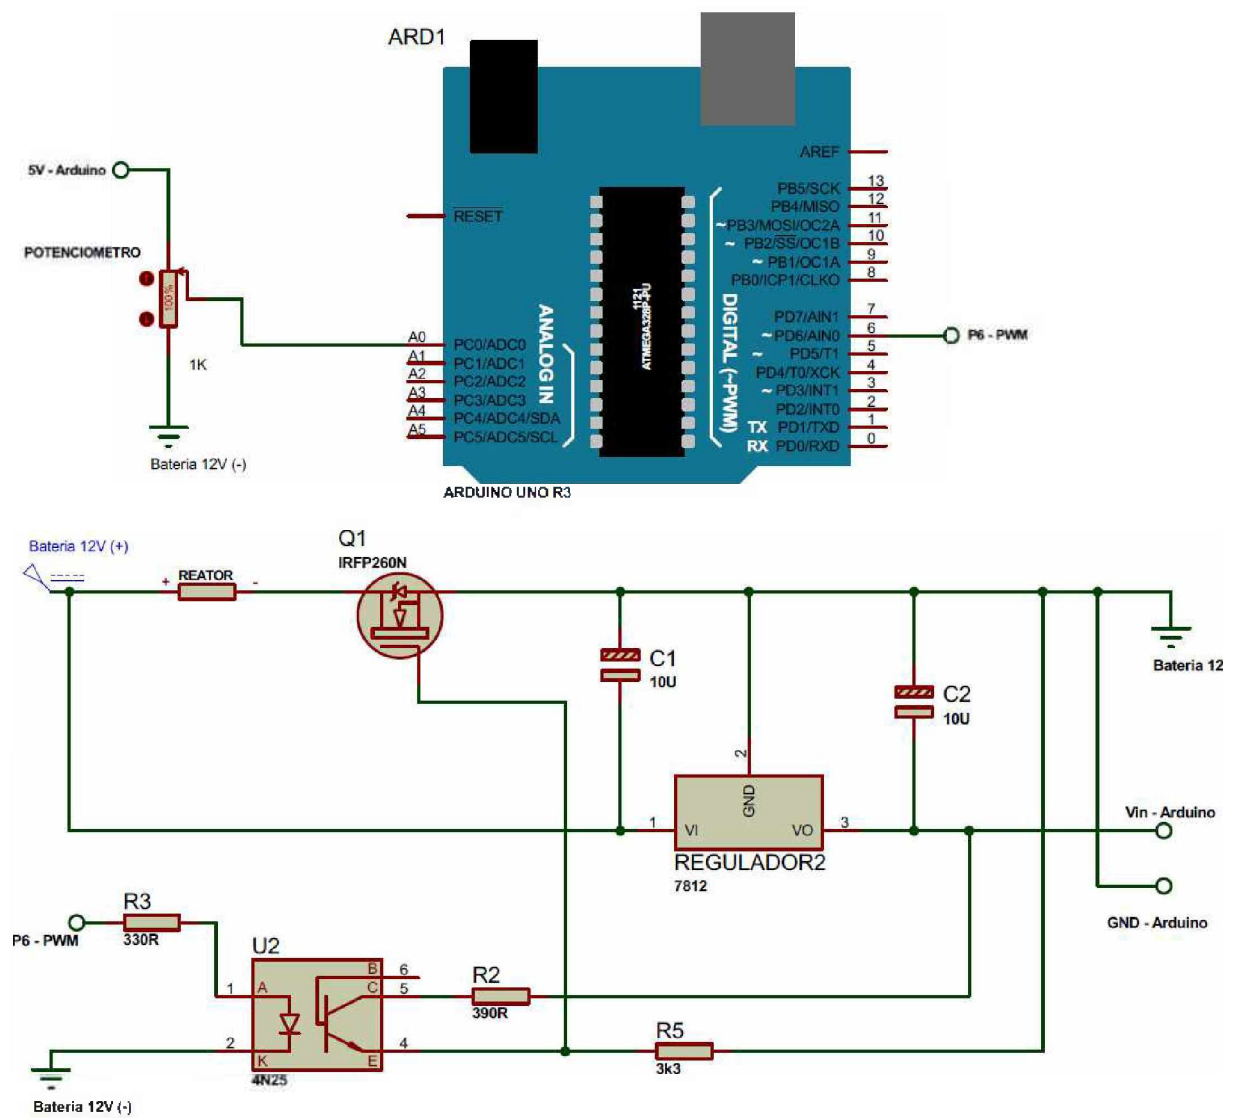 ARD1
5V - Arduino
POTENCIOMETRO
100%
1K
Bateria 12V (-)
RESET
A0 PC0/ADC0
A1 PC1/ADC1
A2 PC2/ADC2
A3 PC3/ADC3
A4 PC4/ADC4/SDA
A5 PC5/ADC5/SCL
ANALOG IN
ATMEGA328P-PU
1121
DIGITAL (~PWM)
AREF
PB5/SCK 13
PB4/MISO 12
~PB3/MOSI/OC2A 11
~ PB2/SS/OC1B 10
~ PB1/OC1A 9
PB0/ICP1/CLKO 8
PD7/AIN1 7
~PD6/AIN0 6
~ PD5/T1 5
PD4/T0/XCK 4
~PD3/INT1 3
PD2/INT0 2
TX PD1/TXD 1
RX PD0/RXD 0
P6 - PWM
ARDUINO UNO R3
Bateria 12V (+)
+ REATOR -
Q1
IRFP260N
C1
10U
C2
10U
Bateria 12
2
GND
1 VI
VO 3
REGULADOR2
7812
Vin - Arduino
GND - Arduino
P6 - PWM
R3
330R
U2
1 A
2 K
B 6
C 5
E 4
4N25
R2
390R
R5
3k3
Bateria 12V (-)